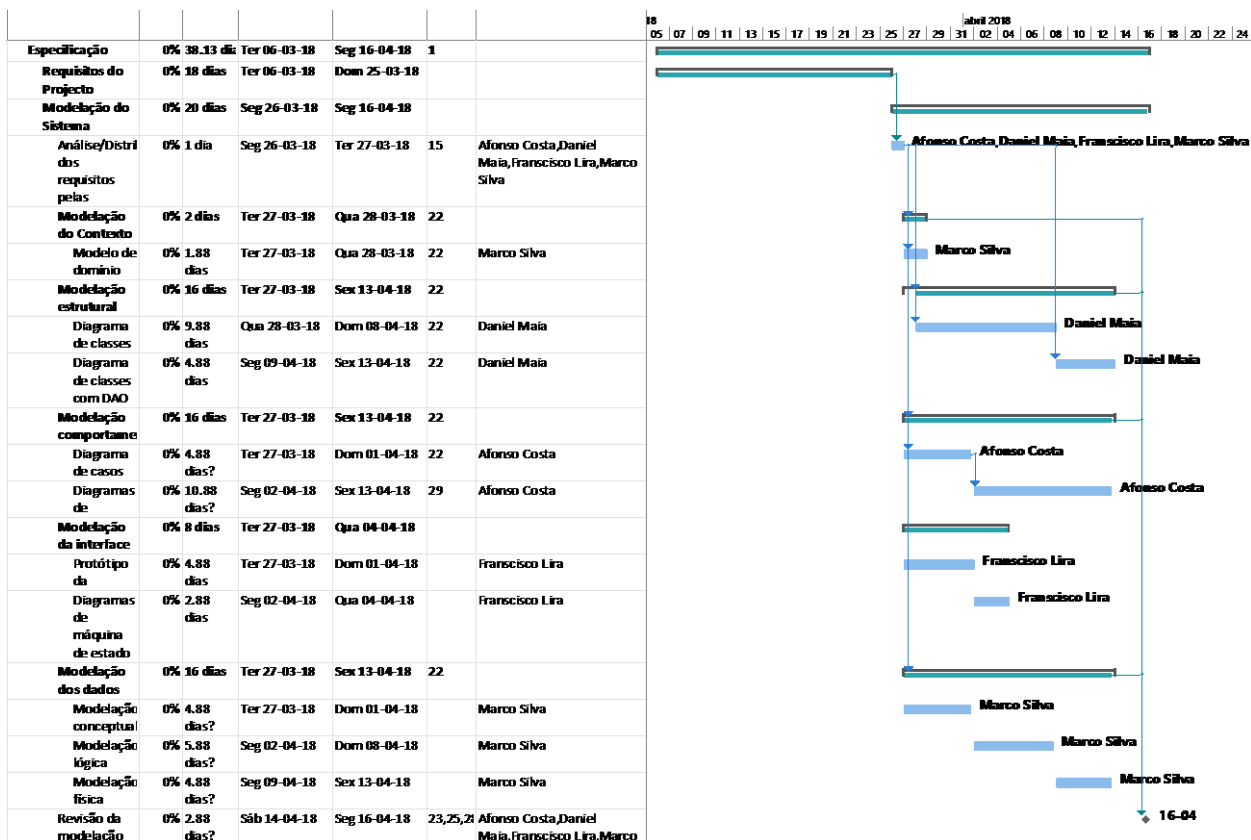 18 abril 2018
05 07 09 11 13 15 17 19 21 23 25 27 29 31 02 04 06 08 10 12 14 16 18 20 22 24
Especificação 0% 38.13 dia Ter 06-03-18 Seg 16-04-18 1
Requisitos do 0% 18 dias Ter 06-03-18 Dom 25-03-18
Projecto
Modelação do 0% 20 dias Seg 26-03-18 Seg 16-04-18
Sistema
Análise/Distri 0% 1 dia Seg 26-03-18 Ter 27-03-18 15 Afonso Costa,Daniel Afonso Costa,Daniel Maia,Franscisco Lira,Marco Silva
dos Maia,Franscisco Lira,Marco
requisitos Silva
pelas
Modelação 0% 2 dias Ter 27-03-18 Qua 28-03-18 22
do Contexto
Modelo de 0% 1.88 Ter 27-03-18 Qua 28-03-18 22 Marco Silva Marco Silva
domínio dias
Modelação 0% 16 dias Ter 27-03-18 Sex 13-04-18 22
estrutural
Diagrama 0% 9.88 Qua 28-03-18 Dom 08-04-18 22 Daniel Maia Daniel Maia
de classes dias
Diagrama 0% 4.88 Seg 09-04-18 Sex 13-04-18 22 Daniel Maia Daniel Maia
de classes dias
com DAO
Modelação 0% 16 dias Ter 27-03-18 Sex 13-04-18 22
comportame
Diagrama 0% 4.88 Ter 27-03-18 Dom 01-04-18 22 Afonso Costa Afonso Costa
de casos dias?
Diagramas 0% 10.88 Seg 02-04-18 Sex 13-04-18 29 Afonso Costa Afonso Costa
de dias?
Modelação 0% 8 dias Ter 27-03-18 Qua 04-04-18
da interface
Protótipo 0% 4.88 Ter 27-03-18 Dom 01-04-18 Franscisco Lira Franscisco Lira
da dias
Diagramas 0% 2.88 Seg 02-04-18 Qua 04-04-18 Franscisco Lira Franscisco Lira
de dias
máquina
de estado
Modelação 0% 16 dias Ter 27-03-18 Sex 13-04-18 22
dos dados
Modelação 0% 4.88 Ter 27-03-18 Dom 01-04-18 Marco Silva Marco Silva
conceptual dias?
Modelação 0% 5.88 Seg 02-04-18 Dom 08-04-18 Marco Silva Marco Silva
lógica dias?
Modelação 0% 4.88 Seg 09-04-18 Sex 13-04-18 Marco Silva Marco Silva
física dias?
Revisão da 0% 2.88 Sáb 14-04-18 Seg 16-04-18 23,25,28 Afonso Costa,Daniel 16-04
modelação dias? Maia,Franscisco Lira,Marco